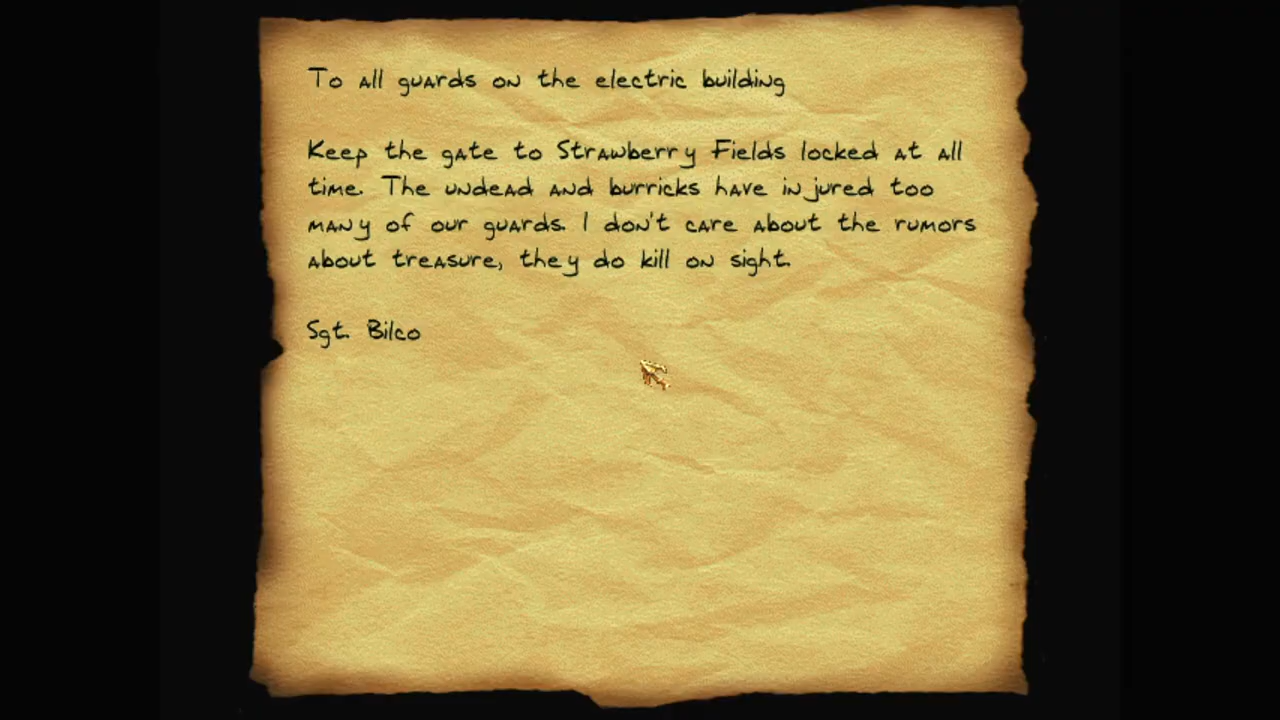 To all guards on the electric building
Keep the gate to Strawberry Fields locked at all
time. The undead and burricks have injured too
many of our guards. I don't care about the rumors
about treasure, they do kill on sight.
Sgt. Bilco